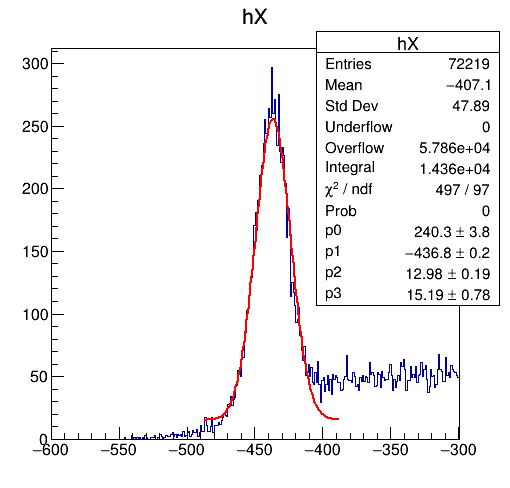 hX
hX
Entries 72219
Mean −407.1
Std Dev 47.89
Underflow 0
Overflow 5.786e+04
Integral 1.436e+04
χ² / ndf 497 / 97
Prob 0
p0 240.3 ± 3.8
p1 −436.8 ± 0.2
p2 12.98 ± 0.19
p3 15.19 ± 0.78
300
250
200
150
100
50
0
−600 −550 −500 −450 −400 −350 −300